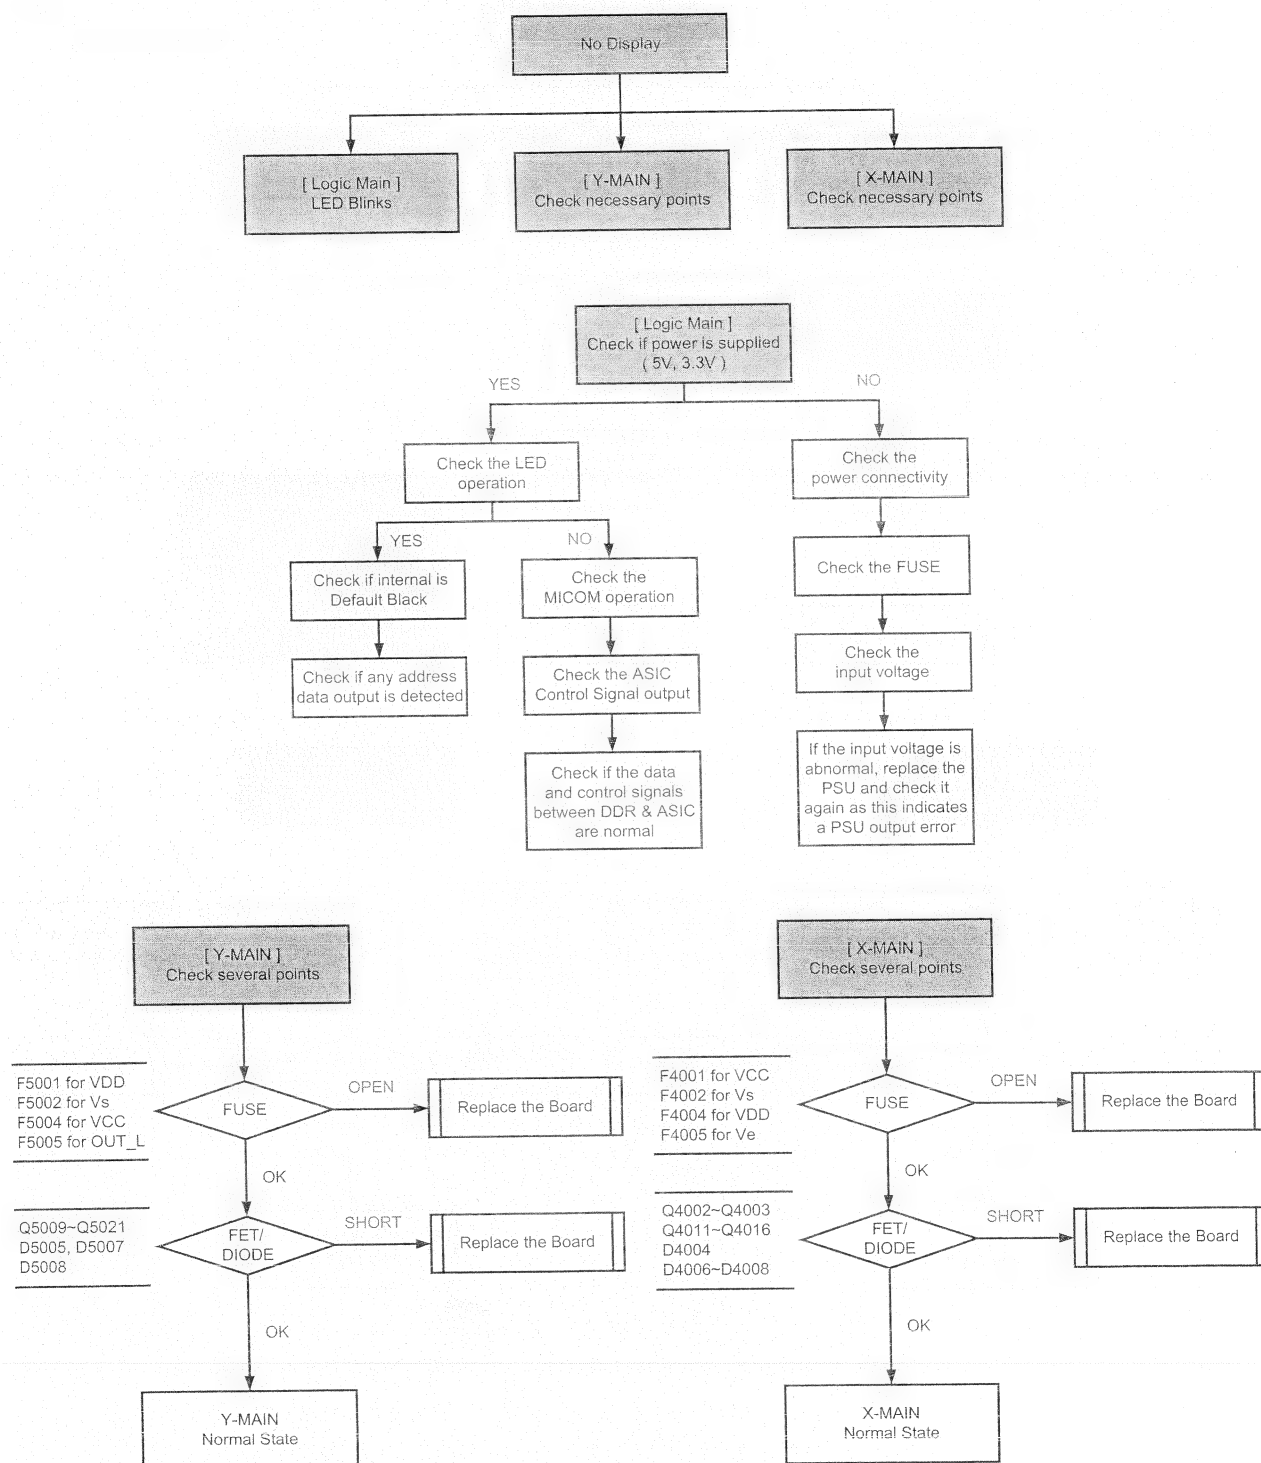 No Display
[ Logic Main ]
LED Blinks
[ Y-MAIN ]
Check necessary points
[ X-MAIN ]
Check necessary points
[ Logic Main ]
Check if power is supplied
( 5V, 3.3V )
YES
NO
Check the LED
operation
Check the
power connectivity
YES
NO
Check if internal is
Default Black
Check the
MICOM operation
Check the FUSE
Check if any address
data output is detected
Check the ASIC
Control Signal output
Check the
input voltage
Check if the data
and control signals
between DDR & ASIC
are normal
If the input voltage is
abnormal, replace the
PSU and check it
again as this indicates
a PSU output error
[ Y-MAIN ]
Check several points
F5001 for VDD
F5002 for Vs
F5004 for VCC
F5005 for OUT_L
FUSE
OPEN
Replace the Board
OK
Q5009~Q5021
D5005, D5007
D5008
FET/
DIODE
SHORT
Replace the Board
OK
Y-MAIN
Normal State
[ X-MAIN ]
Check several points
F4001 for VCC
F4002 for Vs
F4004 for VDD
F4005 for Ve
FUSE
OPEN
Replace the Board
OK
Q4002~Q4003
Q4011~Q4016
D4004
D4006~D4008
FET/
DIODE
SHORT
Replace the Board
OK
X-MAIN
Normal State